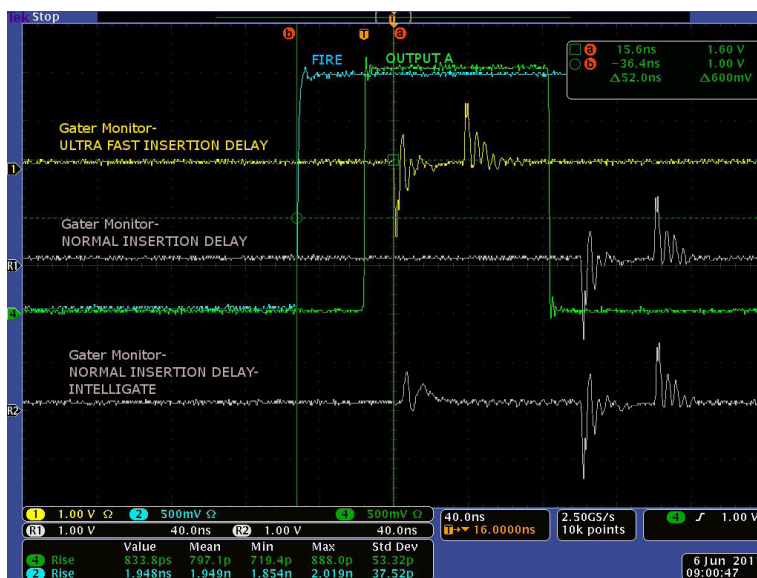 Tek Stop
T
b T a
FIRE OUTPUT A
a 15.6ns 1.60 V
b -36.4ns 1.00 V
Δ52.0ns Δ600mV
Gater Monitor-
ULTRA FAST INSERTION DELAY
1
Gater Monitor-
NORMAL INSERTION DELAY
R1
4
Gater Monitor-
NORMAL INSERTION DELAY-
INTELLIGATE
R2
1 1.00 V Ω 2 500mV Ω 4 500mV Ω
R1 1.00 V 40.0ns R2 1.00 V 40.0ns
40.0ns
T→▼ 16.0000ns
2.50GS/s
10k points
4 1.00 V
Value Mean Min Max Std Dev
4 Rise 833.8ps 797.1p 719.4p 888.0p 53.32p
2 Rise 1.948ns 1.949n 1.854n 2.019n 37.52p
6 Jun 201
09:00:47